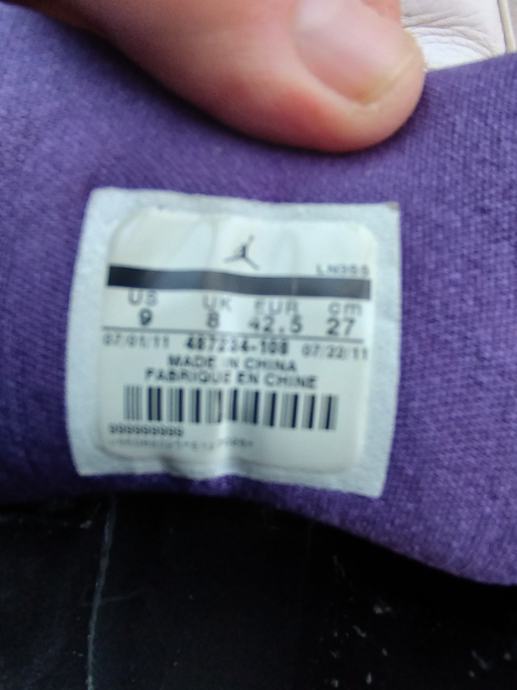 LN3SS
US UK EUR cm
9 8 42.5 27
07/01/11 487234-108 07/22/11
MADE IN CHINA
FABRIQUE EN CHINE
999999999